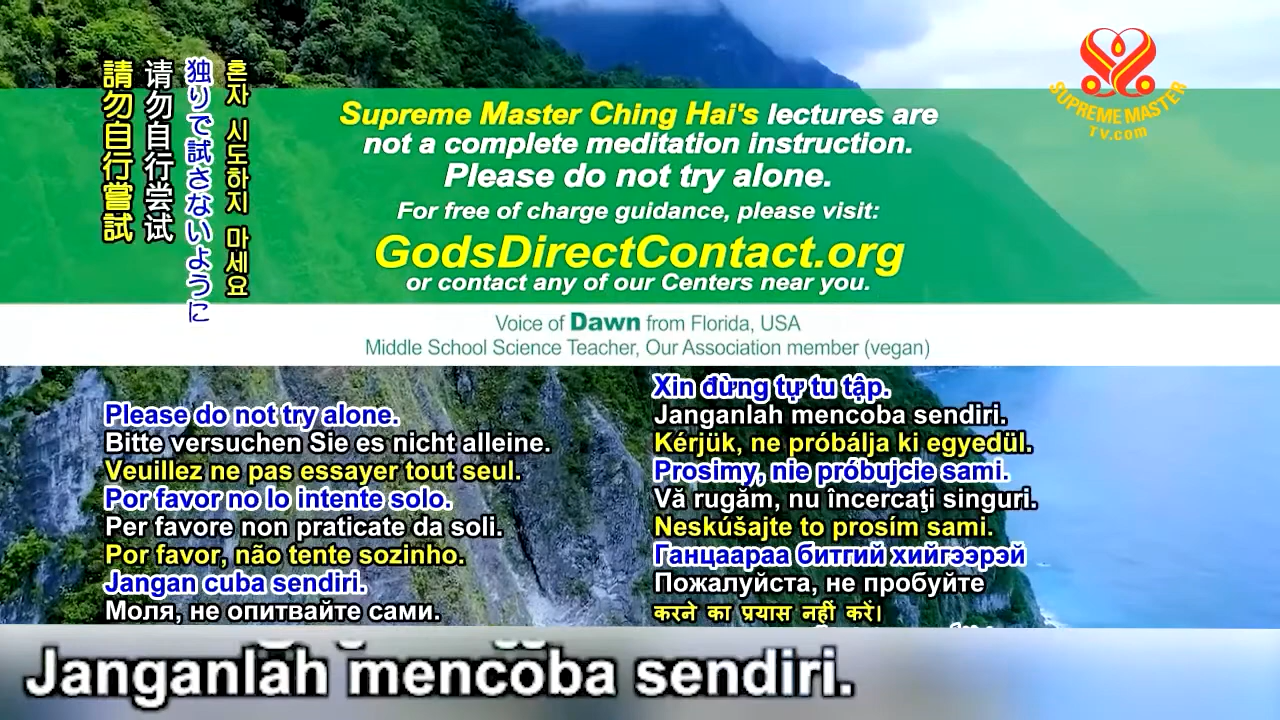 請勿自行嘗試
请勿自行尝试
独りで試さないように
혼자 시도하지 마세요
Supreme Master Ching Hai's lectures are
not a complete meditation instruction.
Please do not try alone.
For free of charge guidance, please visit:
GodsDirectContact.org
or contact any of our Centers near you.
SUPREME MASTER
TV.com
Voice of Dawn from Florida, USA
Middle School Science Teacher, Our Association member (vegan)
Please do not try alone.
Bitte versuchen Sie es nicht alleine.
Veuillez ne pas essayer tout seul.
Por favor no lo intente solo.
Per favore non praticate da soli.
Por favor, não tente sozinho.
Jangan cuba sendiri.
Моля, не опитвайте сами.
Xin đừng tự tu tập.
Janganlah mencoba sendiri.
Kérjük, ne próbálja ki egyedül.
Prosimy, nie próbujcie sami.
Vă rugăm, nu încercaţi singuri.
Neskúšajte to prosím sami.
Ганцаараа битгий хийгээрэй
Пожалуйста, не пробуйте
करने का प्रयास नहीं करें।
Janganlah mencoba sendiri.